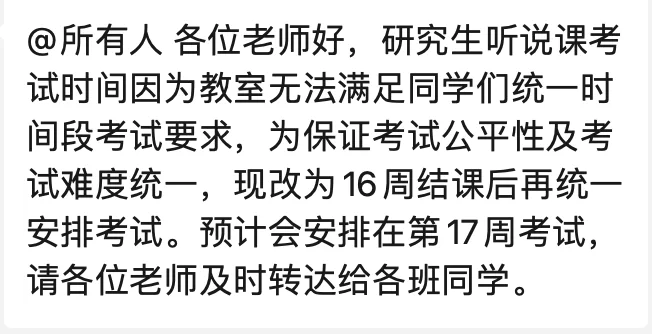 @所有人 各位老师好，研究生听说课考
试时间因为教室无法满足同学们统一时
间段考试要求，为保证考试公平性及考
试难度统一，现改为16周结课后再统一
安排考试。预计会安排在第17周考试，
请各位老师及时转达给各班同学。